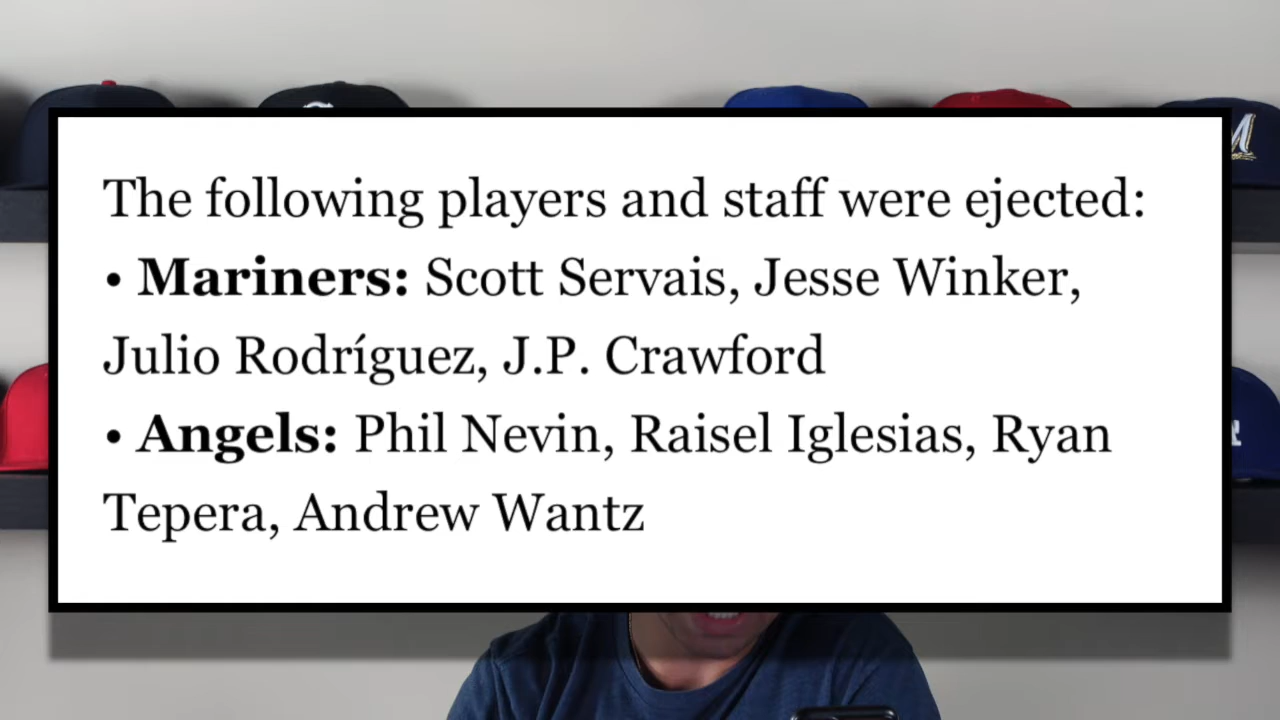 The following players and staff were ejected:
• Mariners: Scott Servais, Jesse Winker,
Julio Rodríguez, J.P. Crawford
• Angels: Phil Nevin, Raisel Iglesias, Ryan
Tepera, Andrew Wantz